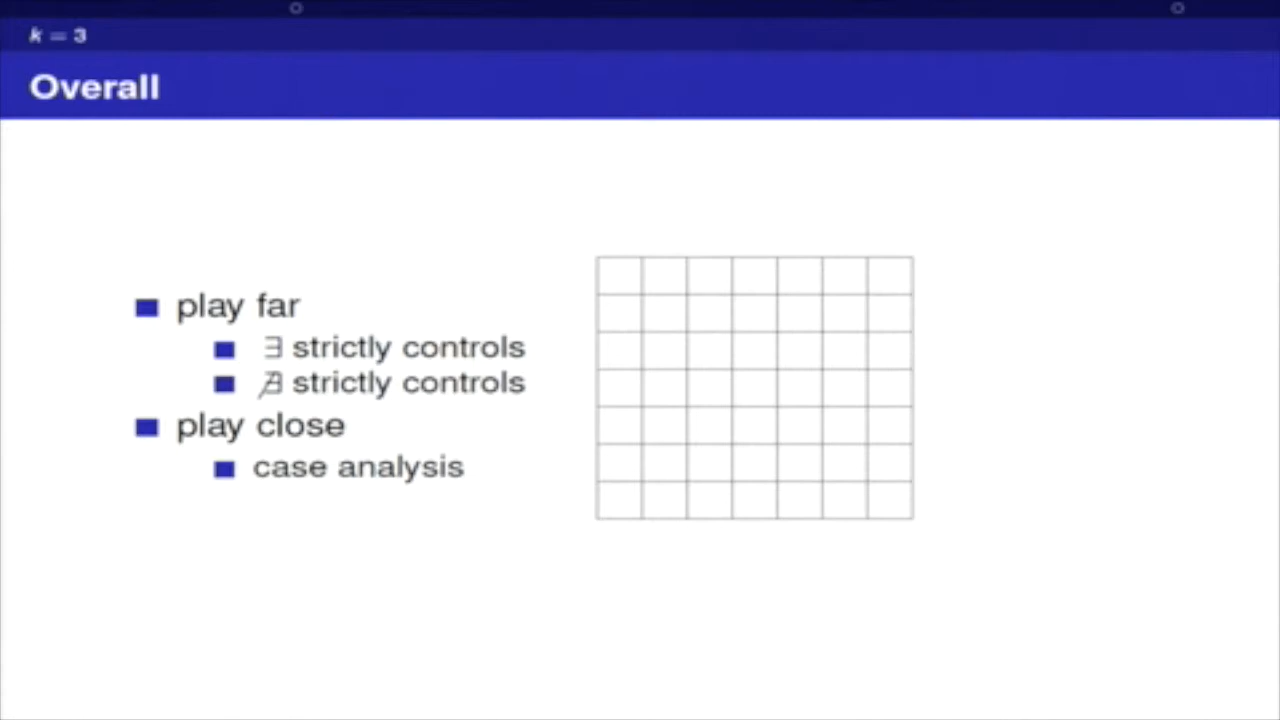 k = 3
Overall
play far
∃ strictly controls
∄ strictly controls
play close
case analysis